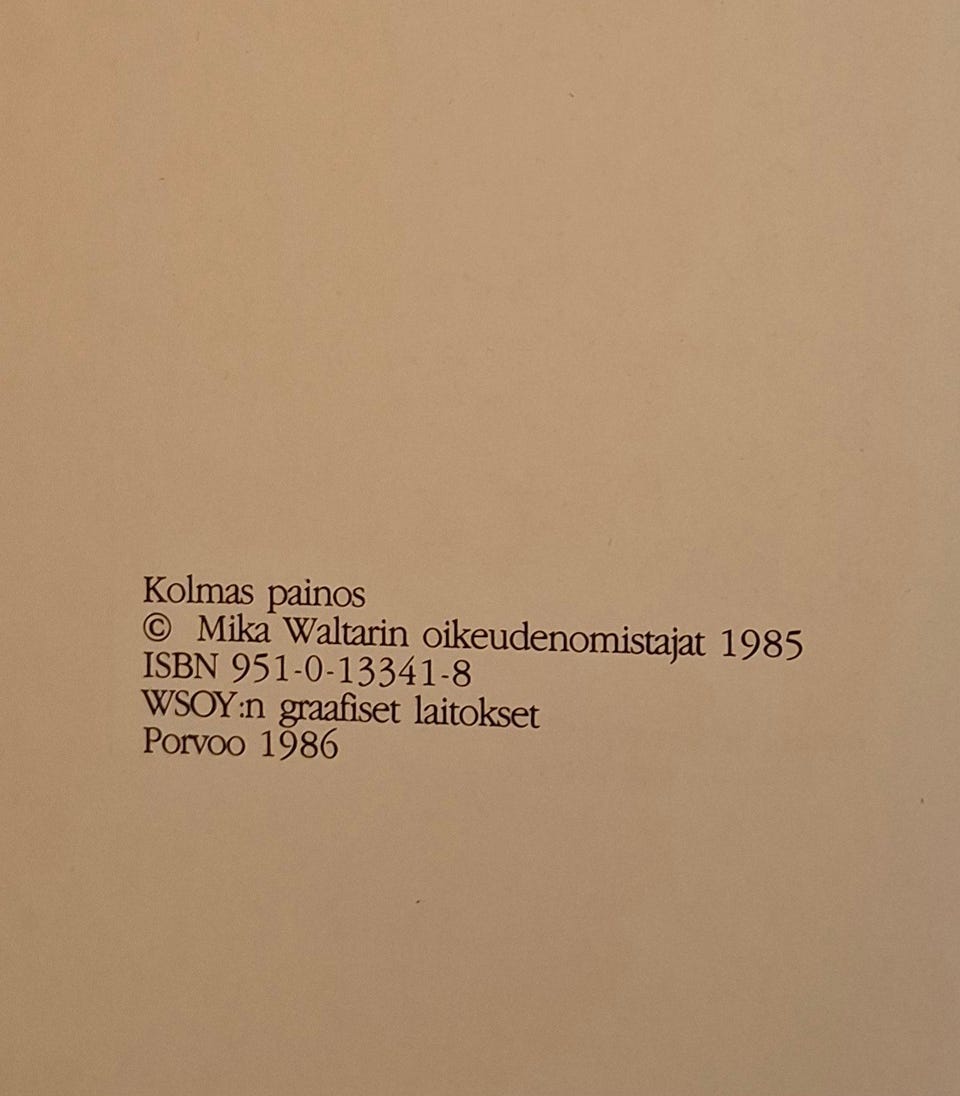 Kolmas painos
© Mika Waltarin oikeudenomistajat 1985
ISBN 951-0-13341-8
WSOY:n graafiset laitokset
Porvoo 1986